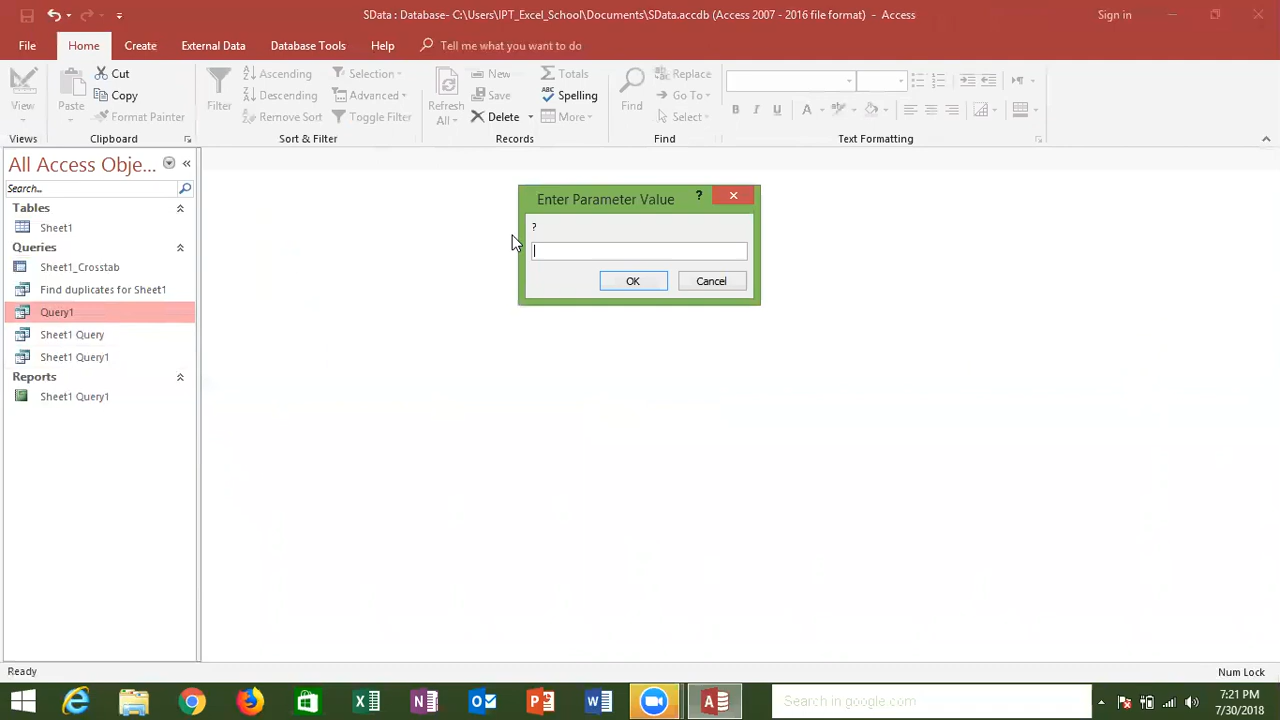 SData : Database- C:\Users\IPT_Excel_School\Documents\SData.accdb (Access 2007 - 2016 file format) - Access
Sign in
File Home Create External Data Database Tools Help Tell me what you want to do
View
Views
Paste
Cut
Copy
Format Painter
Clipboard
Filter
Ascending
Descending
Remove Sort
Selection
Advanced
Toggle Filter
Sort & Filter
Refresh
All
New
Save
Delete
Totals
Spelling
More
Records
Find
Replace
Go To
Select
Find
B I U A
Text Formatting
All Access Obje...
Search...
Tables
Sheet1
Queries
Sheet1_Crosstab
Find duplicates for Sheet1
Query1
Sheet1 Query
Sheet1 Query1
Reports
Sheet1 Query1
Enter Parameter Value ?
?
OK Cancel
Ready
Num Lock
Search in google.com
7:21 PM
7/30/2018